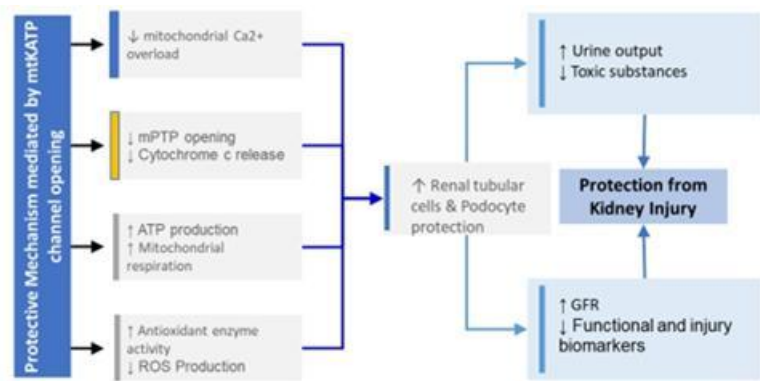 Protective Mechanism mediated by mtKATP
channel opening
↓ mitochondrial Ca2+
overload
↓ mPTP opening
↓ Cytochrome c release
↑ ATP production
↑ Mitochondrial
respiration
↑ Antioxidant enzyme
activity
↓ ROS Production
↑ Renal tubular
cells & Podocyte
protection
↑ Urine output
↓ Toxic substances
Protection from
Kidney Injury
↑ GFR
↓ Functional and injury
biomarkers